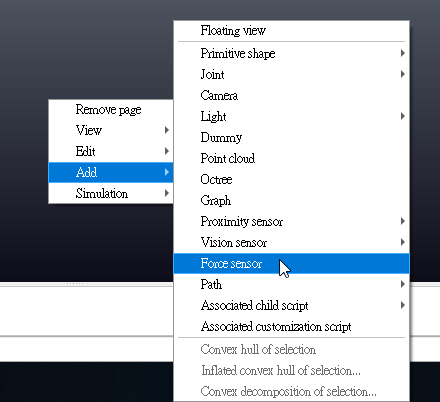 Remove page
View
Edit
Add
Simulation
Floating view
Primitive shape
Joint
Camera
Light
Dummy
Point cloud
Octree
Graph
Proximity sensor
Vision sensor
Force sensor
Path
Associated child script
Associated customization script
Convex hull of selection
Inflated convex hull of selection...
Convex decomposition of selection...